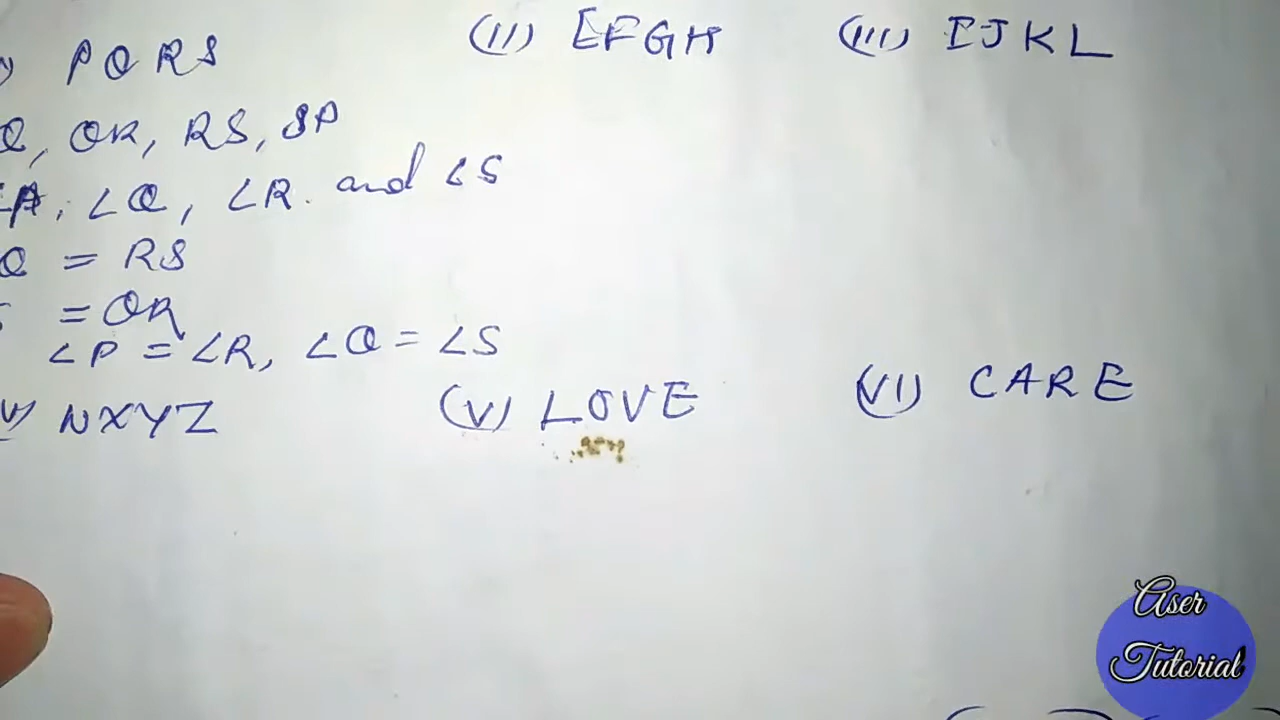 ) PQRS (II) EFGH (III) IJKL
Q, QR, RS, SP
∠Q, ∠R. and ∠S
Q = RS
= QR
∠P = ∠R, ∠Q = ∠S
V) NXYZ (V) LOVE (VI) CARE
Aser
Tutorial